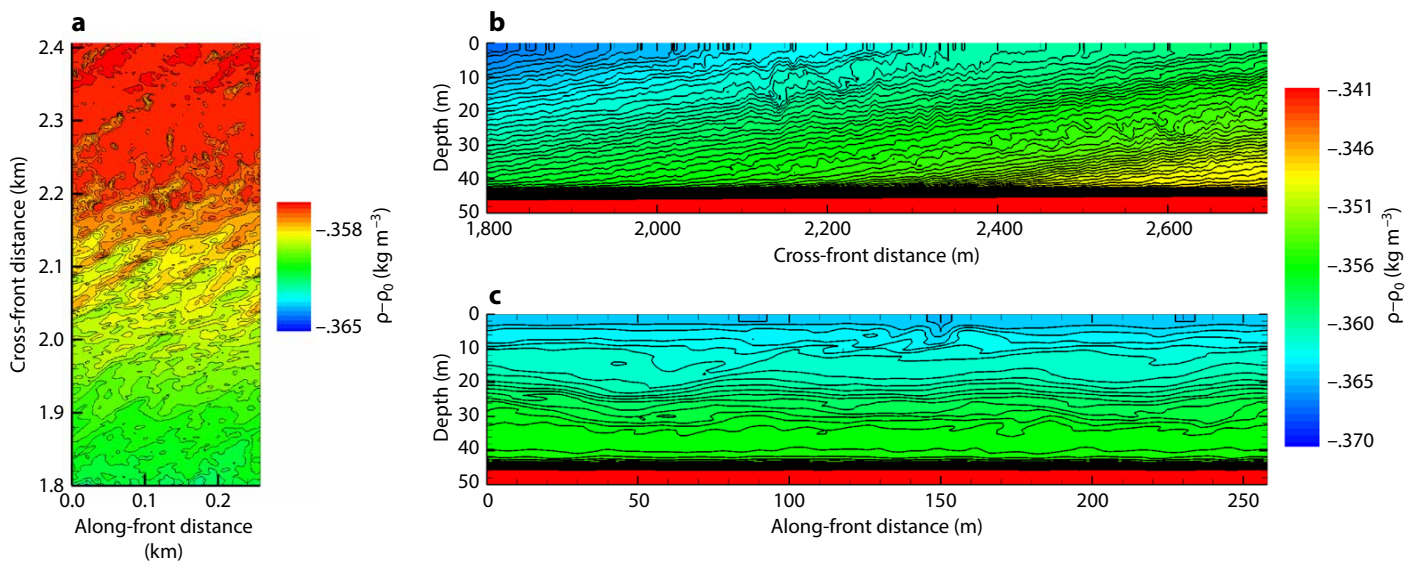 a
2.4
2.3
2.2
2.1
2.0
1.9
1.8
Cross-front distance (km)
0.0 0.1 0.2
Along-front distance
(km)
–.358
–.365
ρ–ρ0 (kg m−3)
b
0
10
20
30
40
50
Depth (m)
1,800 2,000 2,200 2,400 2,600
Cross-front distance (m)
c
0
10
20
30
40
50
Depth (m)
0 50 100 150 200 250
Along-front distance (m)
–.341
–.346
–.351
–.356
–.360
–.365
–.370
ρ–ρ0 (kg m−3)